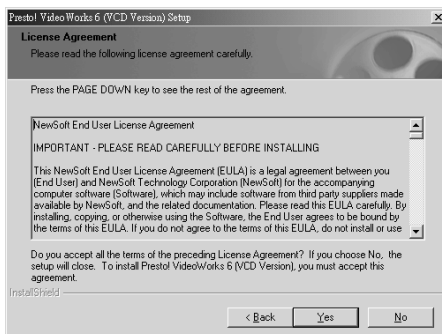 Presto! VideoWorks 6 (VCD Version) Setup
License Agreement
Please read the following license agreement carefully.
Press the PAGE DOWN key to see the rest of the agreement.
NewSoft End User License Agreement
IMPORTANT - PLEASE READ CAREFULLY BEFORE INSTALLING
This NewSoft End User License Agreement (EULA) is a legal agreement between you
(End User) and NewSoft Technology Corporation (NewSoft) for the accompanying
computer software (Software), which may include software from third party suppliers made
available by NewSoft, and the related documentation. Please read this EULA carefully. By
installing, copying, or otherwise using the Software, the End User agrees to be bound by
the terms of this EULA. If you do not agree to the terms of this EULA, do not install or use
Do you accept all the terms of the preceding License Agreement? If you choose No, the
setup will close. To install Presto! VideoWorks 6 (VCD Version), you must accept this
agreement.
InstallShield
< Back Yes No